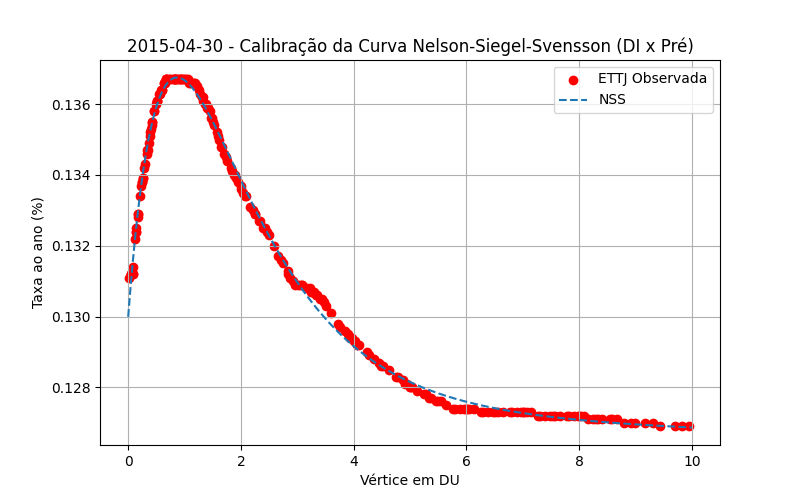 2015-04-30 - Calibração da Curva Nelson-Siegel-Svensson (DI x Pré)
ETTJ Observada
NSS
Taxa ao ano (%)
0.136
0.134
0.132
0.130
0.128
0 2 4 6 8 10
Vértice em DU